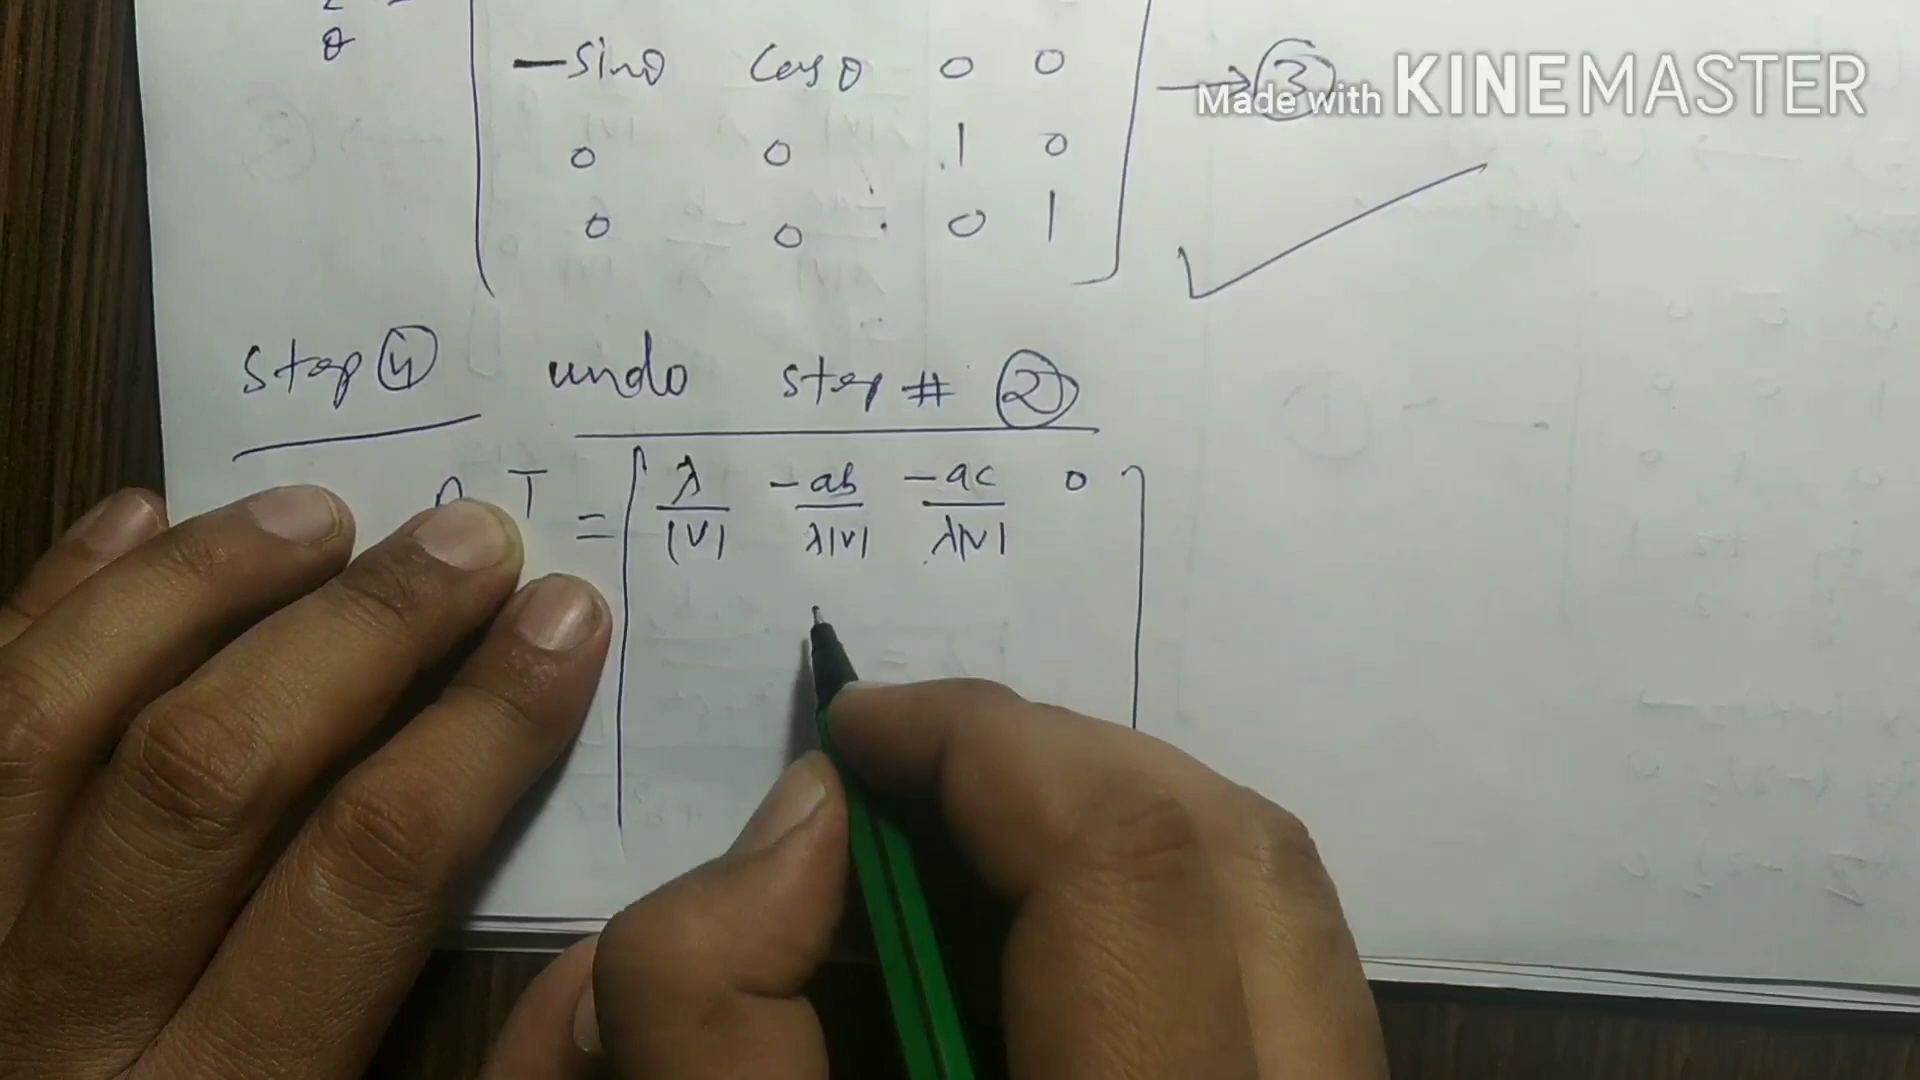 θ
-Sinθ Cosθ 0 0 → 3
Made with KINEMASTER
0 0 1 0
0 0 0 1
Step 4 undo step # 2
T = λ/|V| -ab/λ|V| -ac/λ|V| 0